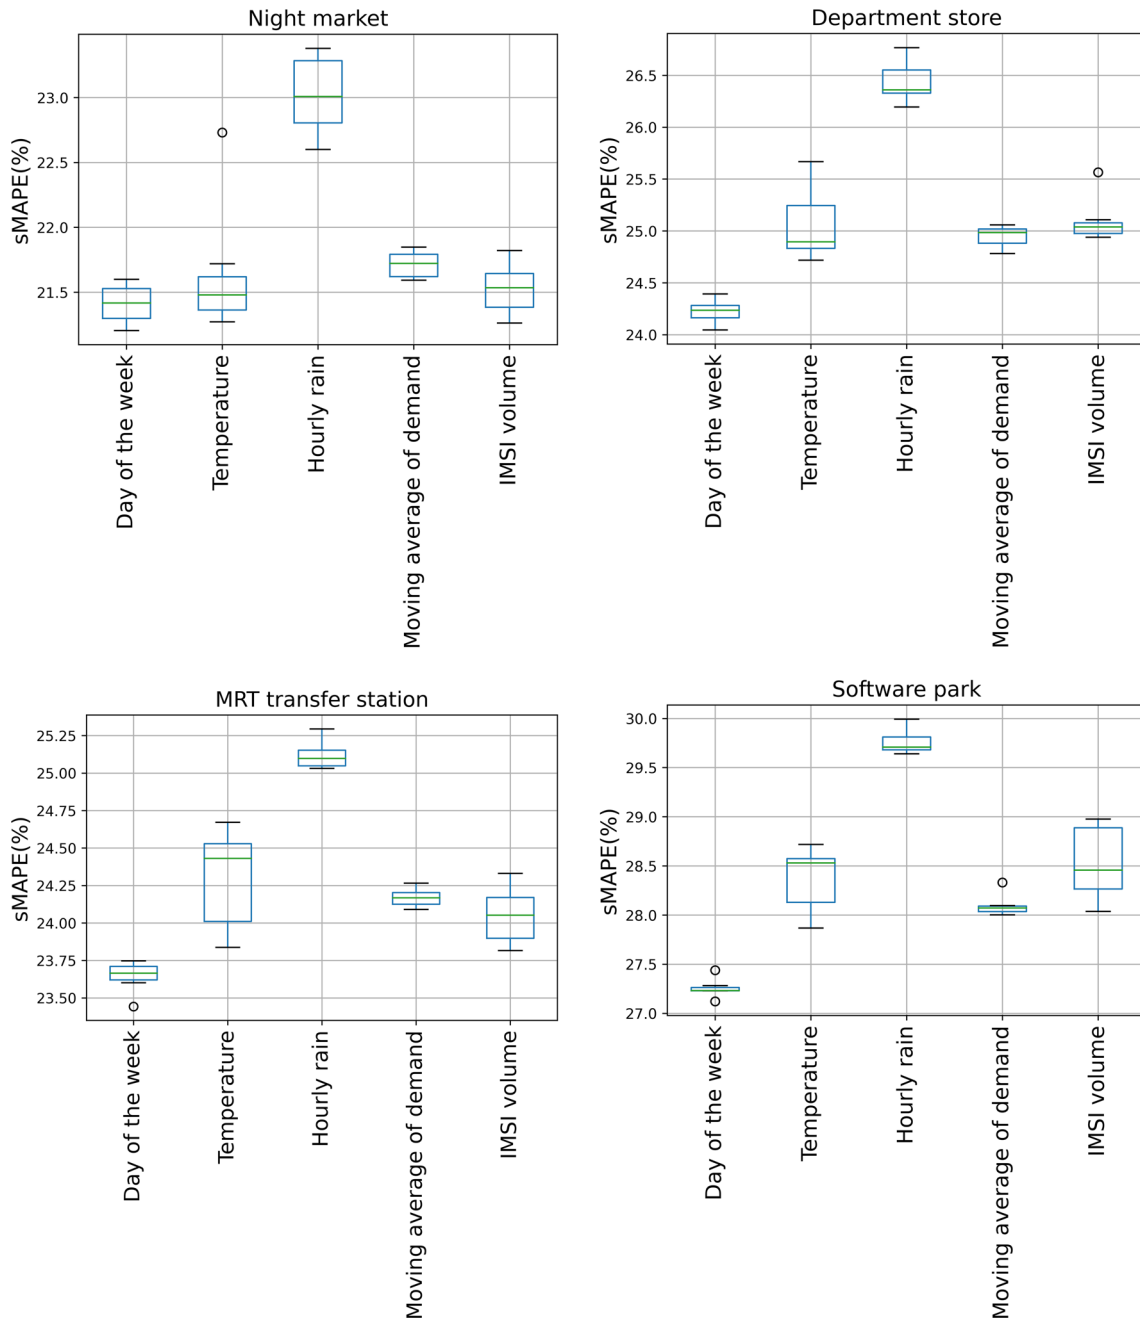 Night market
sMAPE(%)
23.0
22.5
22.0
21.5
Day of the week
Temperature
Hourly rain
Moving average of demand
IMSI volume
Department store
sMAPE(%)
26.5
26.0
25.5
25.0
24.5
24.0
Day of the week
Temperature
Hourly rain
Moving average of demand
IMSI volume
MRT transfer station
sMAPE(%)
25.25
25.00
24.75
24.50
24.25
24.00
23.75
23.50
Day of the week
Temperature
Hourly rain
Moving average of demand
IMSI volume
Software park
sMAPE(%)
30.0
29.5
29.0
28.5
28.0
27.5
27.0
Day of the week
Temperature
Hourly rain
Moving average of demand
IMSI volume